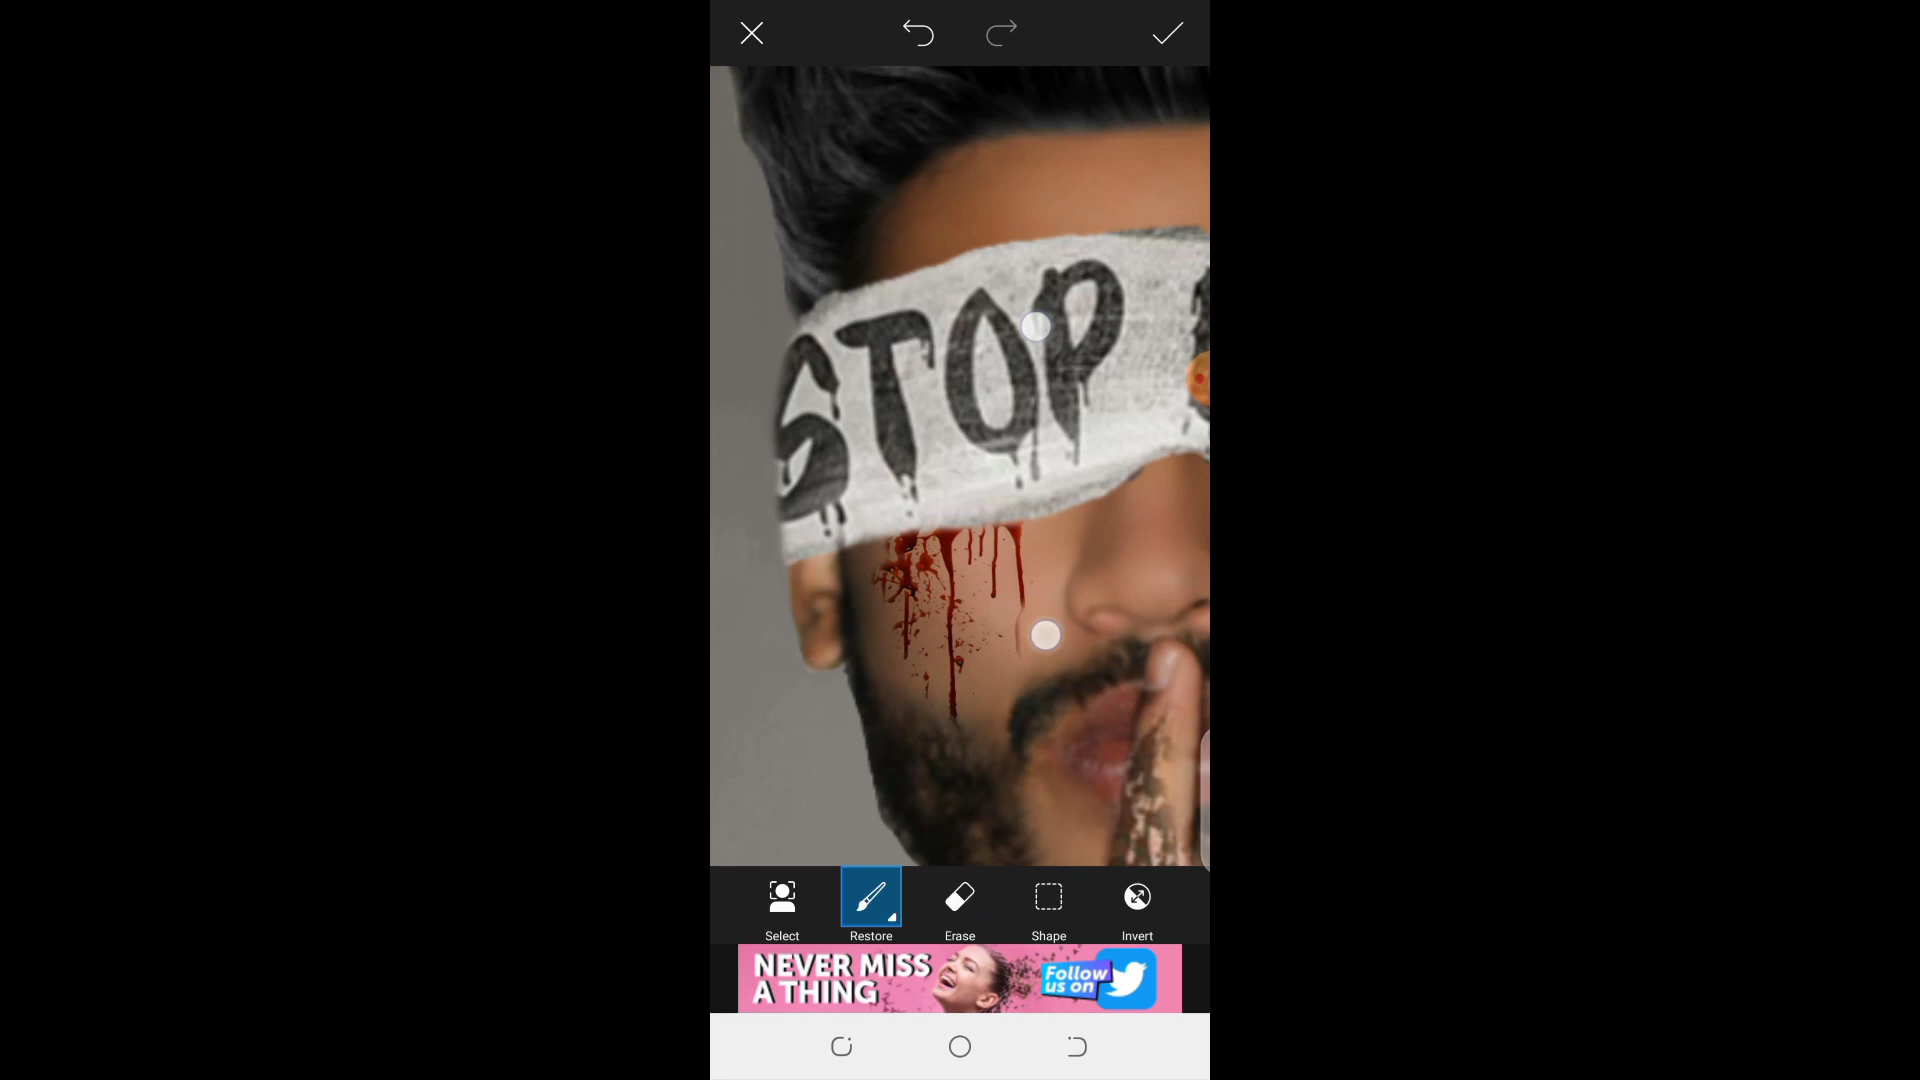 STOP
Select Restore Erase Shape Invert
NEVER MISS
A THING
Follow
us on